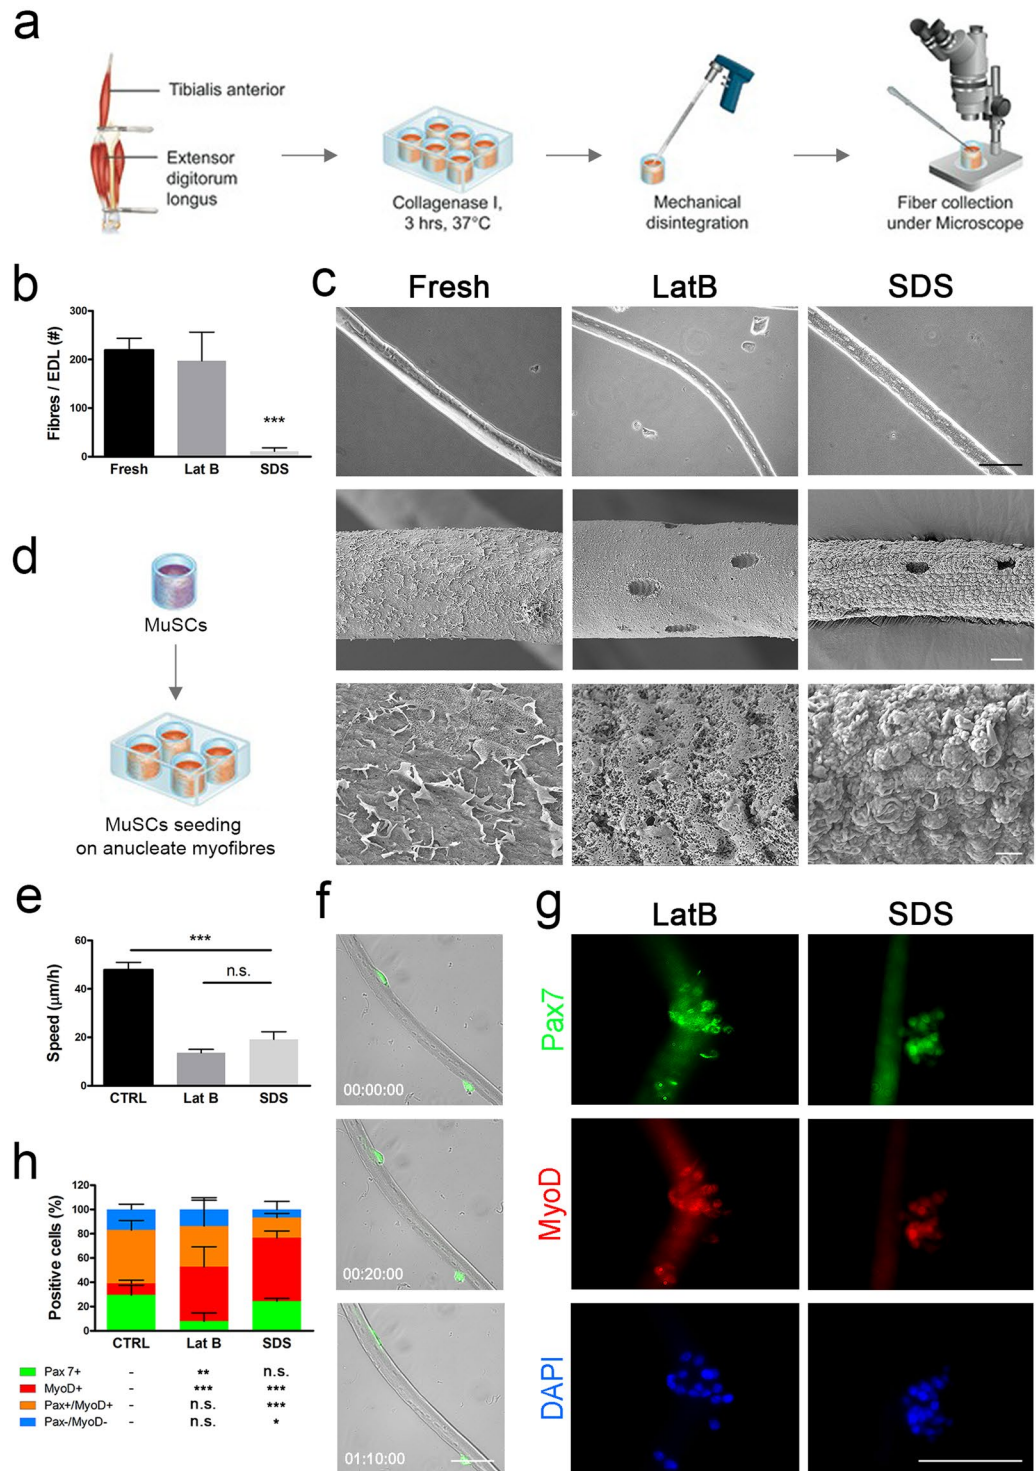 a
Tibialis anterior
Extensor
digitorum
longus
Collagenase I,
3 hrs, 37°C
Mechanical
disintegration
Fiber collection
under Microscope
b
Fibres / EDL (#)
300
200
100
0
***
Fresh
Lat B
SDS
c
Fresh
LatB
SDS
d
MuSCs
MuSCs seeding
on anucleate myofibres
e
Speed (μm/h)
60
40
20
0
***
n.s.
CTRL
Lat B
SDS
f
00:00:00
00:20:00
01:10:00
g
LatB
SDS
Pax7
MyoD
DAPI
h
Positive cells (%)
120
100
80
60
40
20
0
CTRL
Lat B
SDS
Pax 7+ - ** n.s.
MyoD+ - *** ***
Pax+/MyoD+ - n.s. ***
Pax-/MyoD- - n.s. *